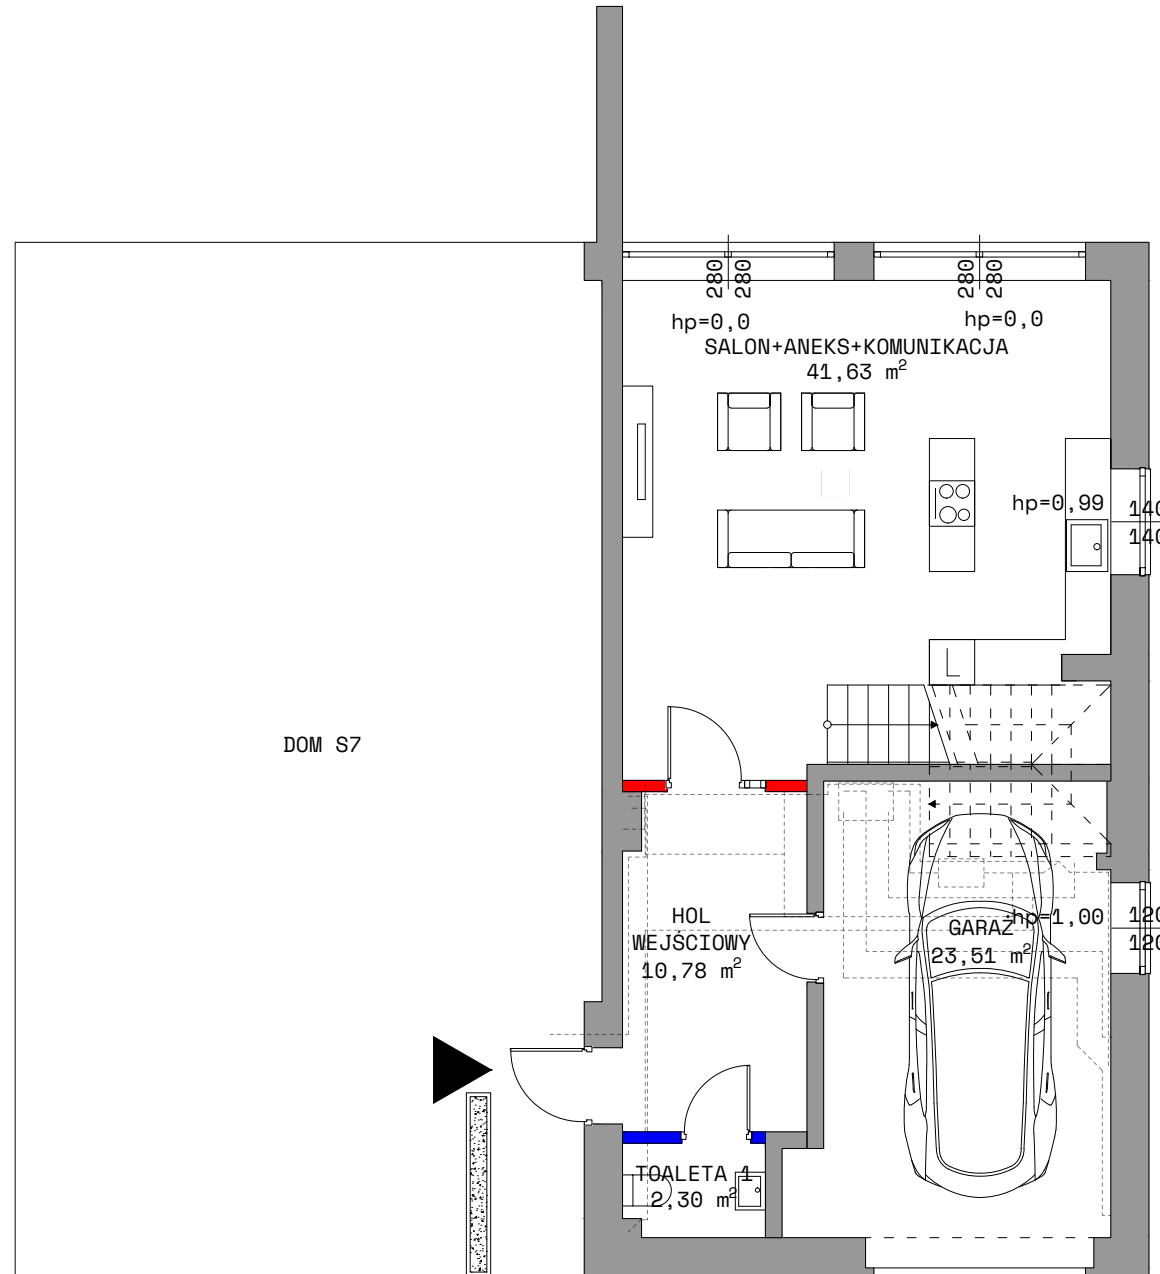 280
280
280
280
hp=0,0
hp=0,0
SALON+ANEKS+KOMUNIKACJA
41,63 m²
hp=0,99
140
140
L
DOM S7
HOL
WEJŚCIOWY
10,78 m²
hp=1,00
GARAŻ
23,51 m²
120
120
TOALETA 1
2,30 m²